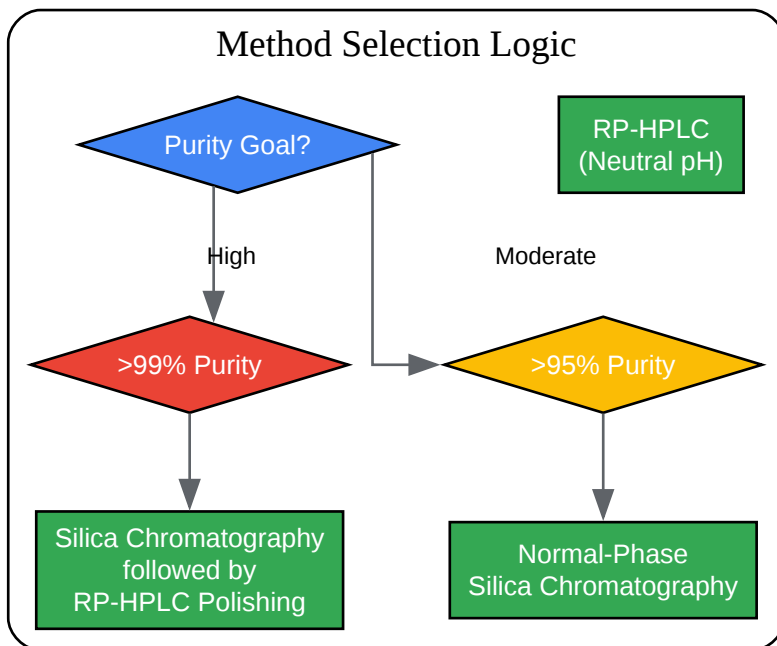 Method Selection Logic
Purity Goal?
RP-HPLC
(Neutral pH)
High
Moderate
>99% Purity
>95% Purity
Silica Chromatography
followed by
RP-HPLC Polishing
Normal-Phase
Silica Chromatography